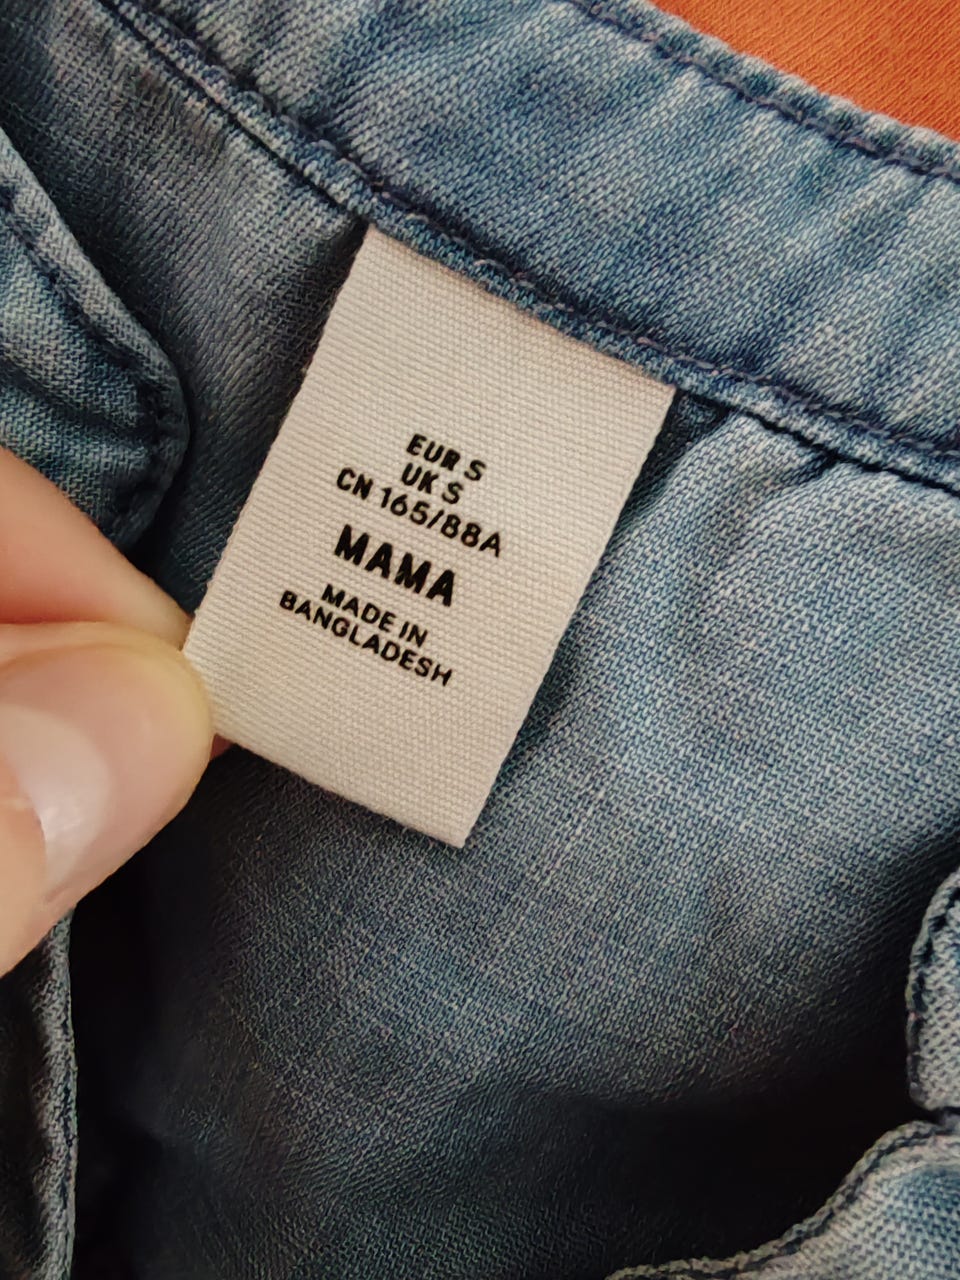 EUR S
UK S
CN 165/88A
MAMA
MADE IN
BANGLADESH